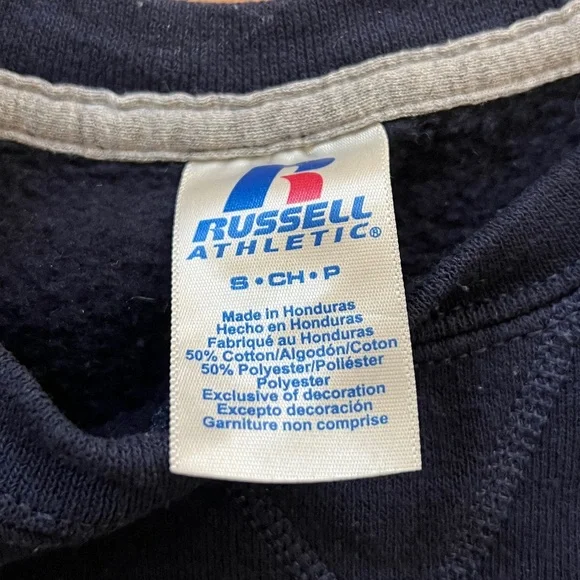 RUSSELL
ATHLETIC®
S•CH•P
Made in Honduras
Hecho en Honduras
Fabriqué au Honduras
50% Cotton/Algodón/Coton
50% Polyester/Poliéster
Polyester
Exclusive of decoration
Excepto decoración
Garniture non comprise